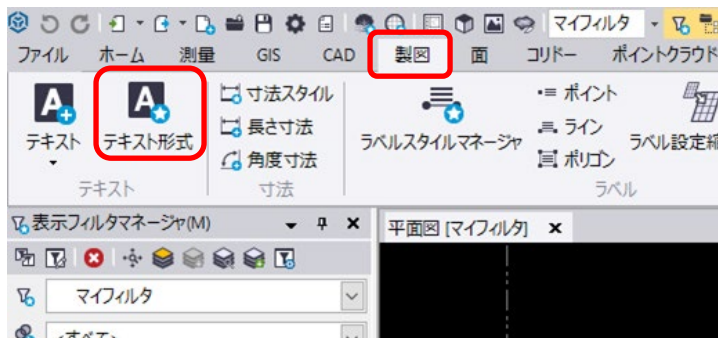 マイフィルタ
ファイル ホーム 測量 GIS CAD 製図 面 コリドー ポイントクラウド
テキスト テキスト形式
寸法スタイル
長さ寸法
角度寸法
ラベルスタイルマネージャ
ポイント
ライン
ポリゴン
ラベル設定縮
テキスト 寸法 ラベル
表示フィルタマネージャ(M)
平面図 [マイフィルタ]
マイフィルタ
<すべて>